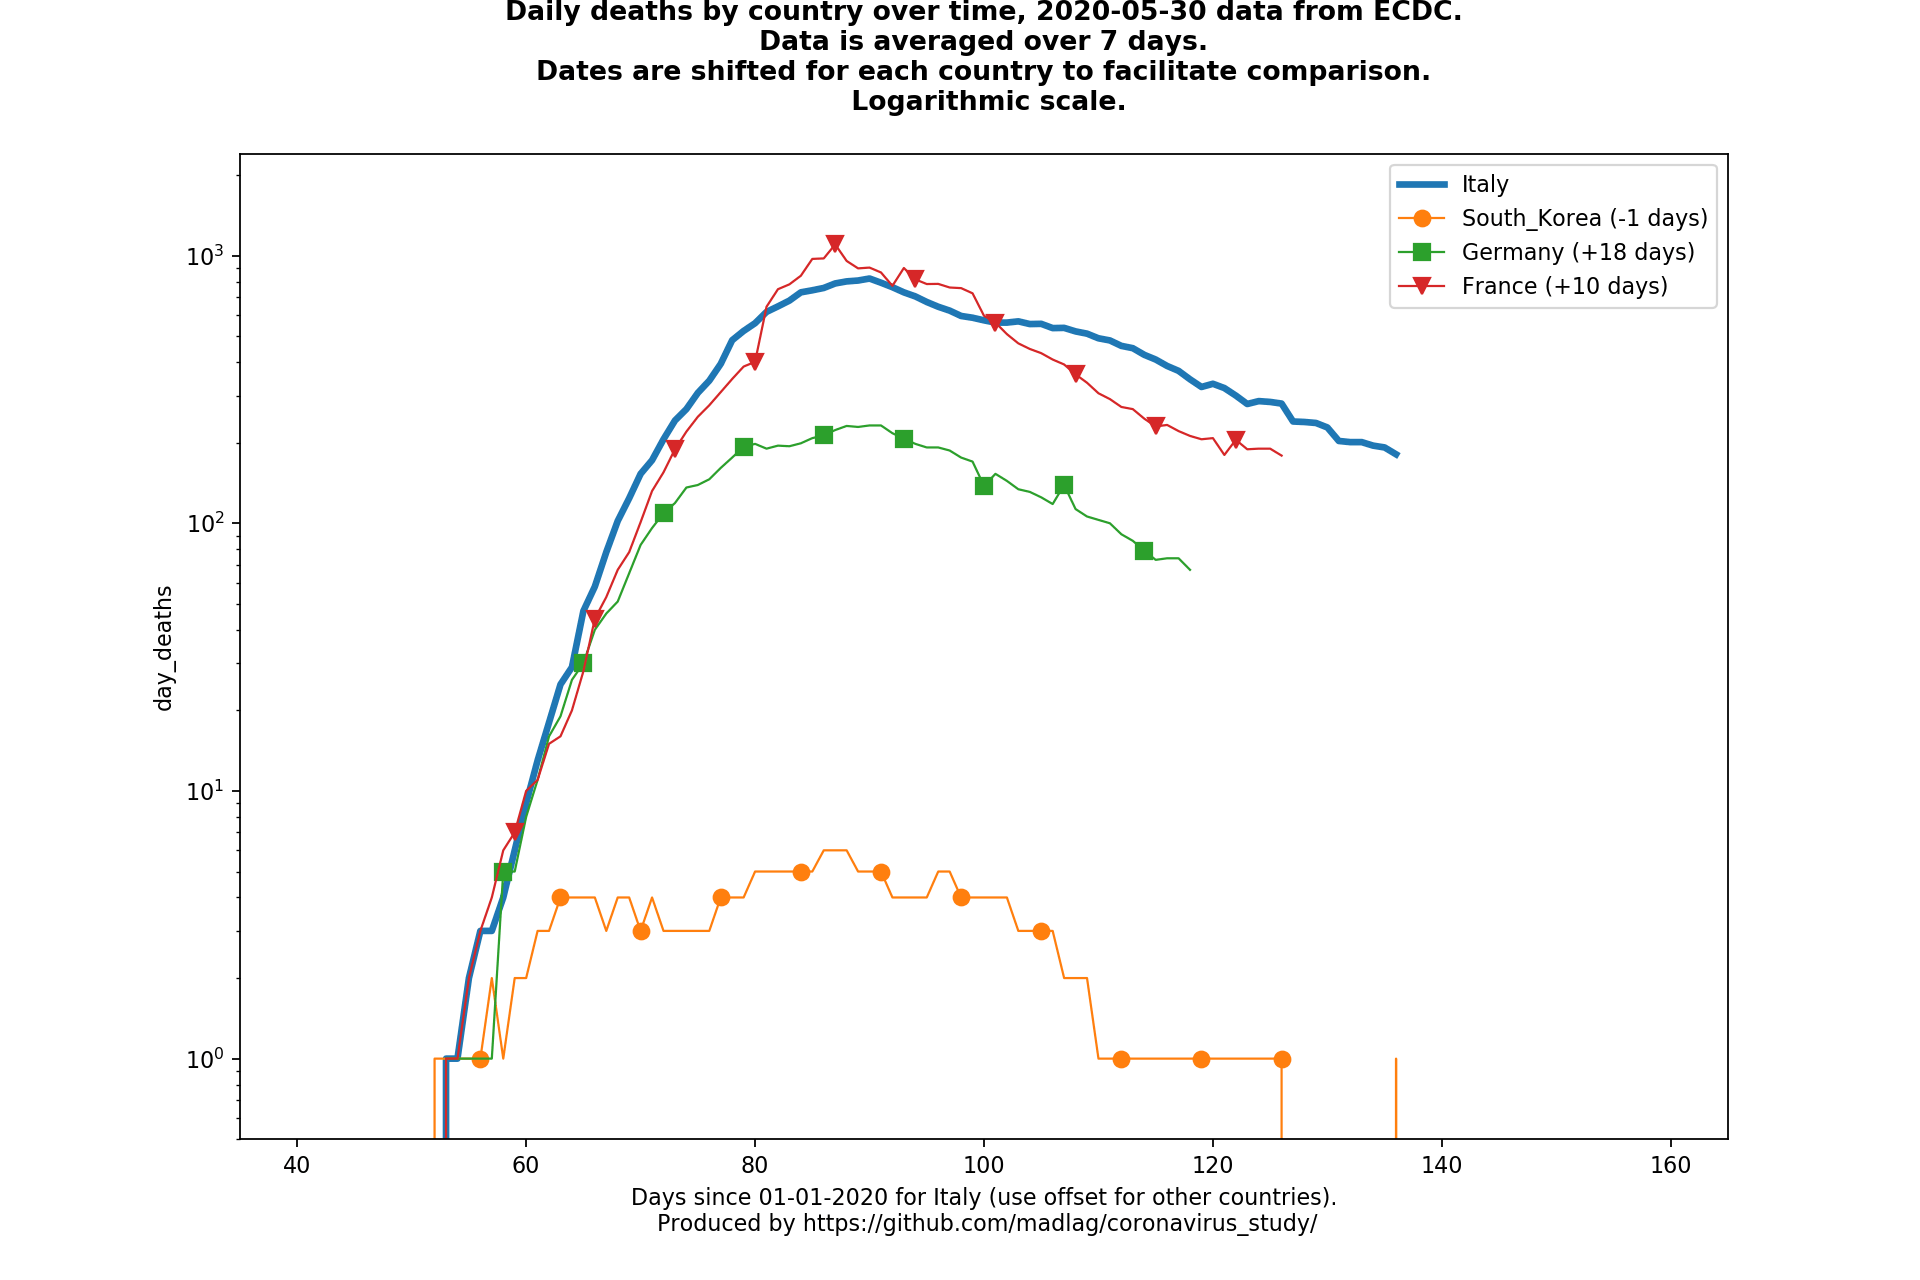 Daily deaths by country over time, 2020-05-30 data from ECDC.
Data is averaged over 7 days.
Dates are shifted for each country to facilitate comparison.
Logarithmic scale.
Italy
South_Korea (-1 days)
Germany (+18 days)
France (+10 days)
10³
10²
10¹
10⁰
day_deaths
40 60 80 100 120 140 160
Days since 01-01-2020 for Italy (use offset for other countries).
Produced by https://github.com/madlag/coronavirus_study/